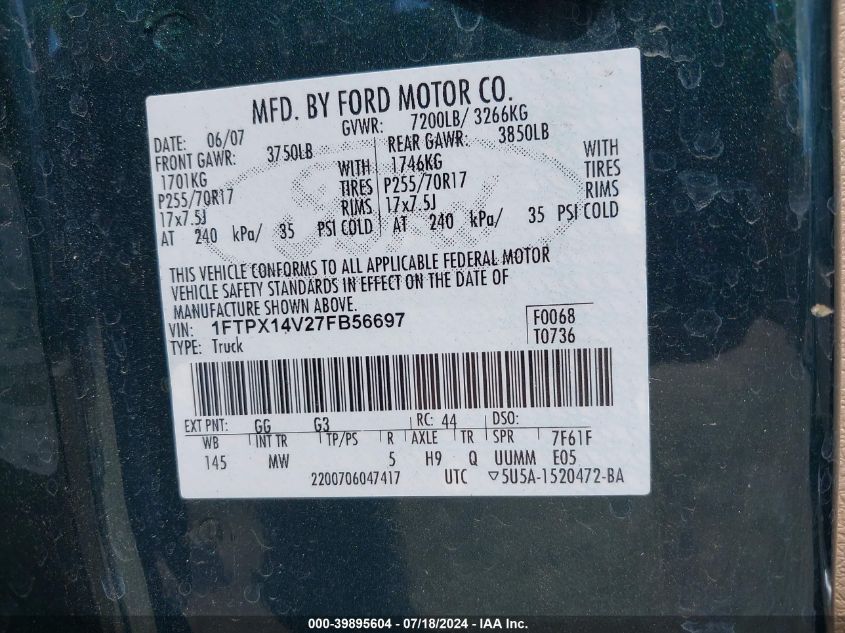 MFD. BY FORD MOTOR CO.
DATE: 06/07 GVWR: 7200LB/ 3266KG
FRONT GAWR: 3750LB REAR GAWR: 3850LB
1701KG WITH 1746KG WITH
P255/70R17 TIRES P255/70R17 TIRES
17x7.5J RIMS 17x7.5J RIMS
AT 240 kPa/ 35 PSI COLD AT 240 kPa/ 35 PSI COLD
THIS VEHICLE CONFORMS TO ALL APPLICABLE FEDERAL MOTOR
VEHICLE SAFETY STANDARDS IN EFFECT ON THE DATE OF
MANUFACTURE SHOWN ABOVE.
VIN: 1FTPX14V27FB56697 F0068
TYPE: Truck T0736
EXT PNT: GG G3 RC: 44 DSO:
WB INT TR TP/PS R AXLE TR SPR 7F61F
145 MW 5 H9 Q UUMM E05
2200706047417 UTC ▽5U5A-1520472-BA
000-39895604 / 07/18/2024 - IAA Inc.